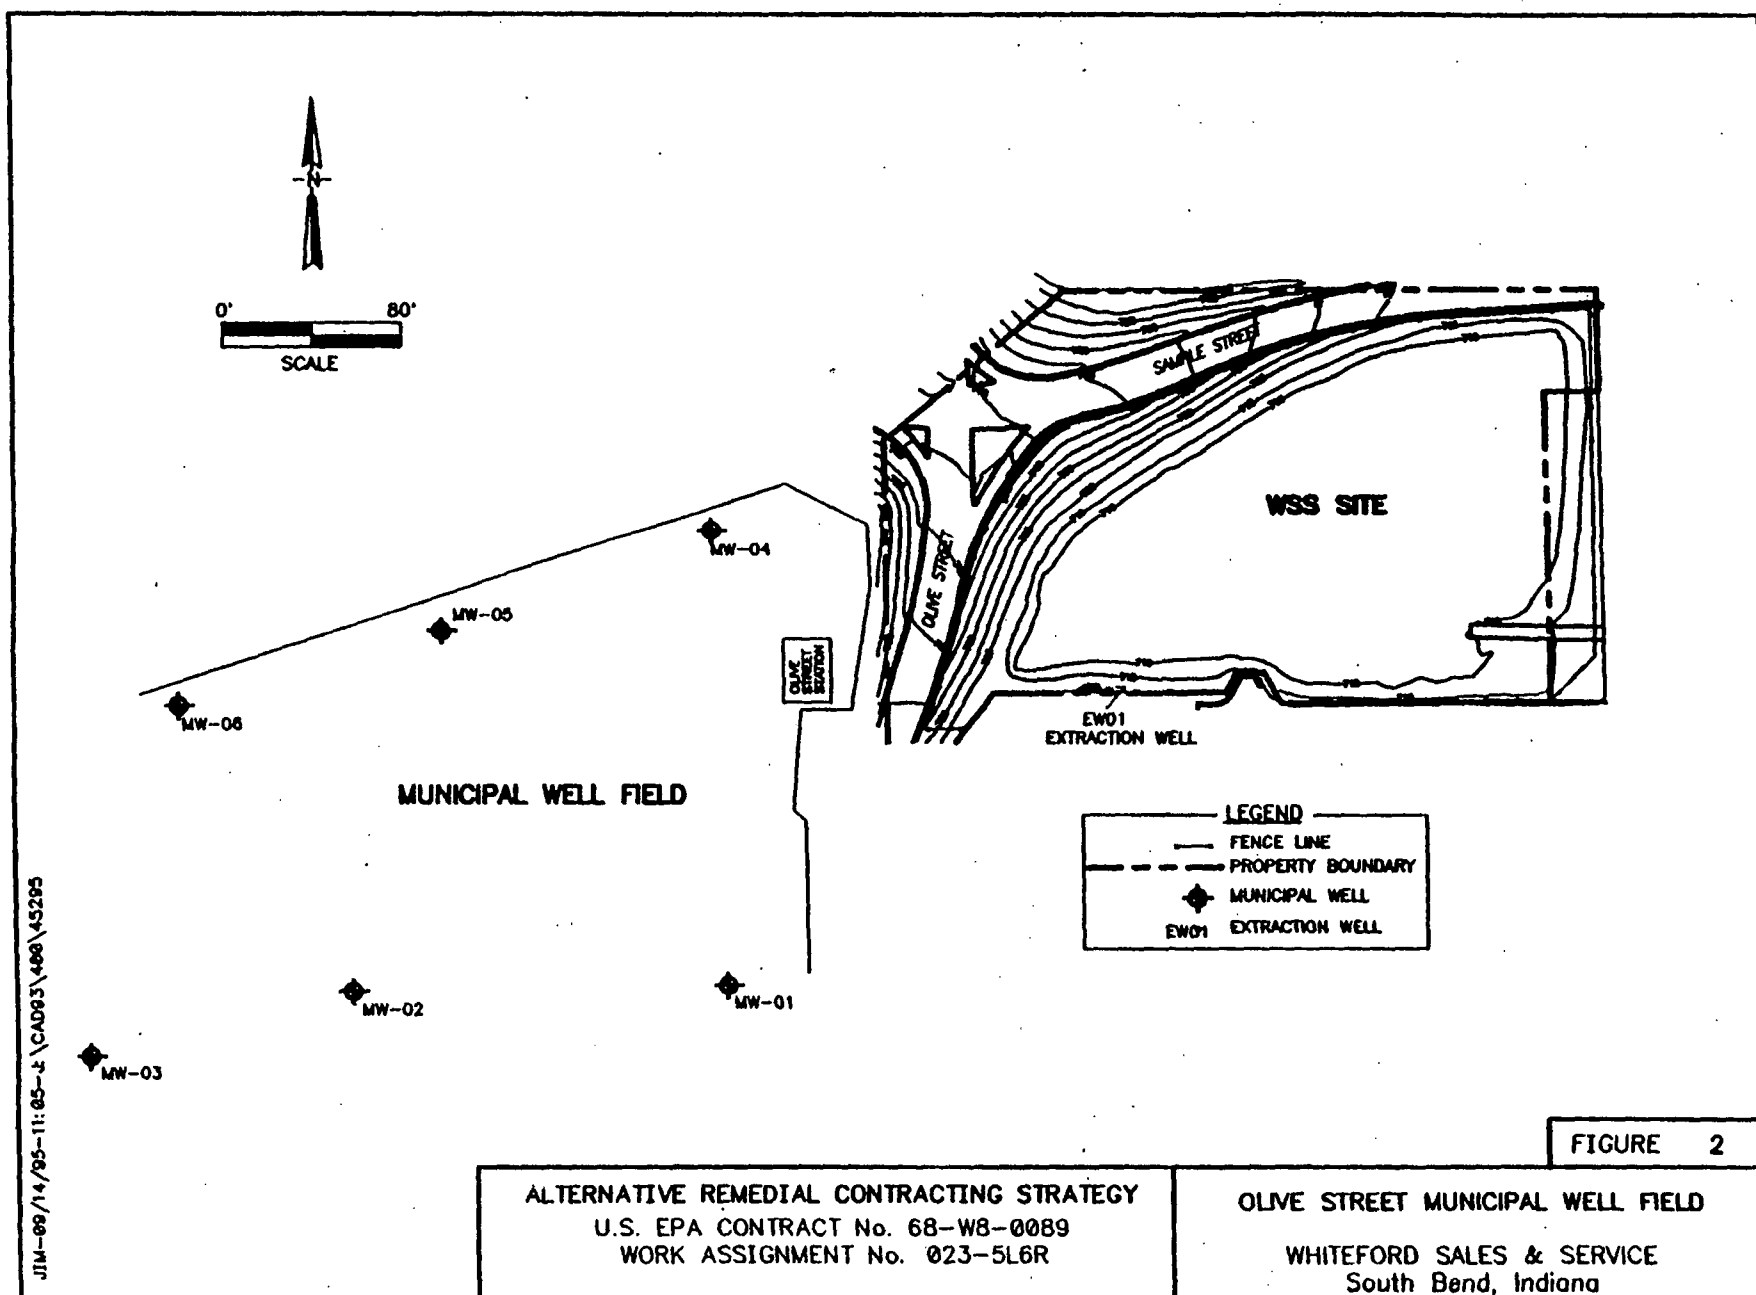 -N-
0' 80'
SCALE
SAMPLE STREET
WSS SITE
OLIVE STREET
MW-04
MW-05
OLIVE
STREET
STATION
MW-06
710
710
EW01
EXTRACTION WELL
MUNICIPAL WELL FIELD
LEGEND
FENCE LINE
PROPERTY BOUNDARY
MUNICIPAL WELL
EW01 EXTRACTION WELL
MW-02
MW-01
MW-03
FIGURE 2
ALTERNATIVE REMEDIAL CONTRACTING STRATEGY
U.S. EPA CONTRACT No. 68-W8-0089
WORK ASSIGNMENT No. 023-5L6R
OLIVE STREET MUNICIPAL WELL FIELD
WHITEFORD SALES & SERVICE
South Bend, Indiana